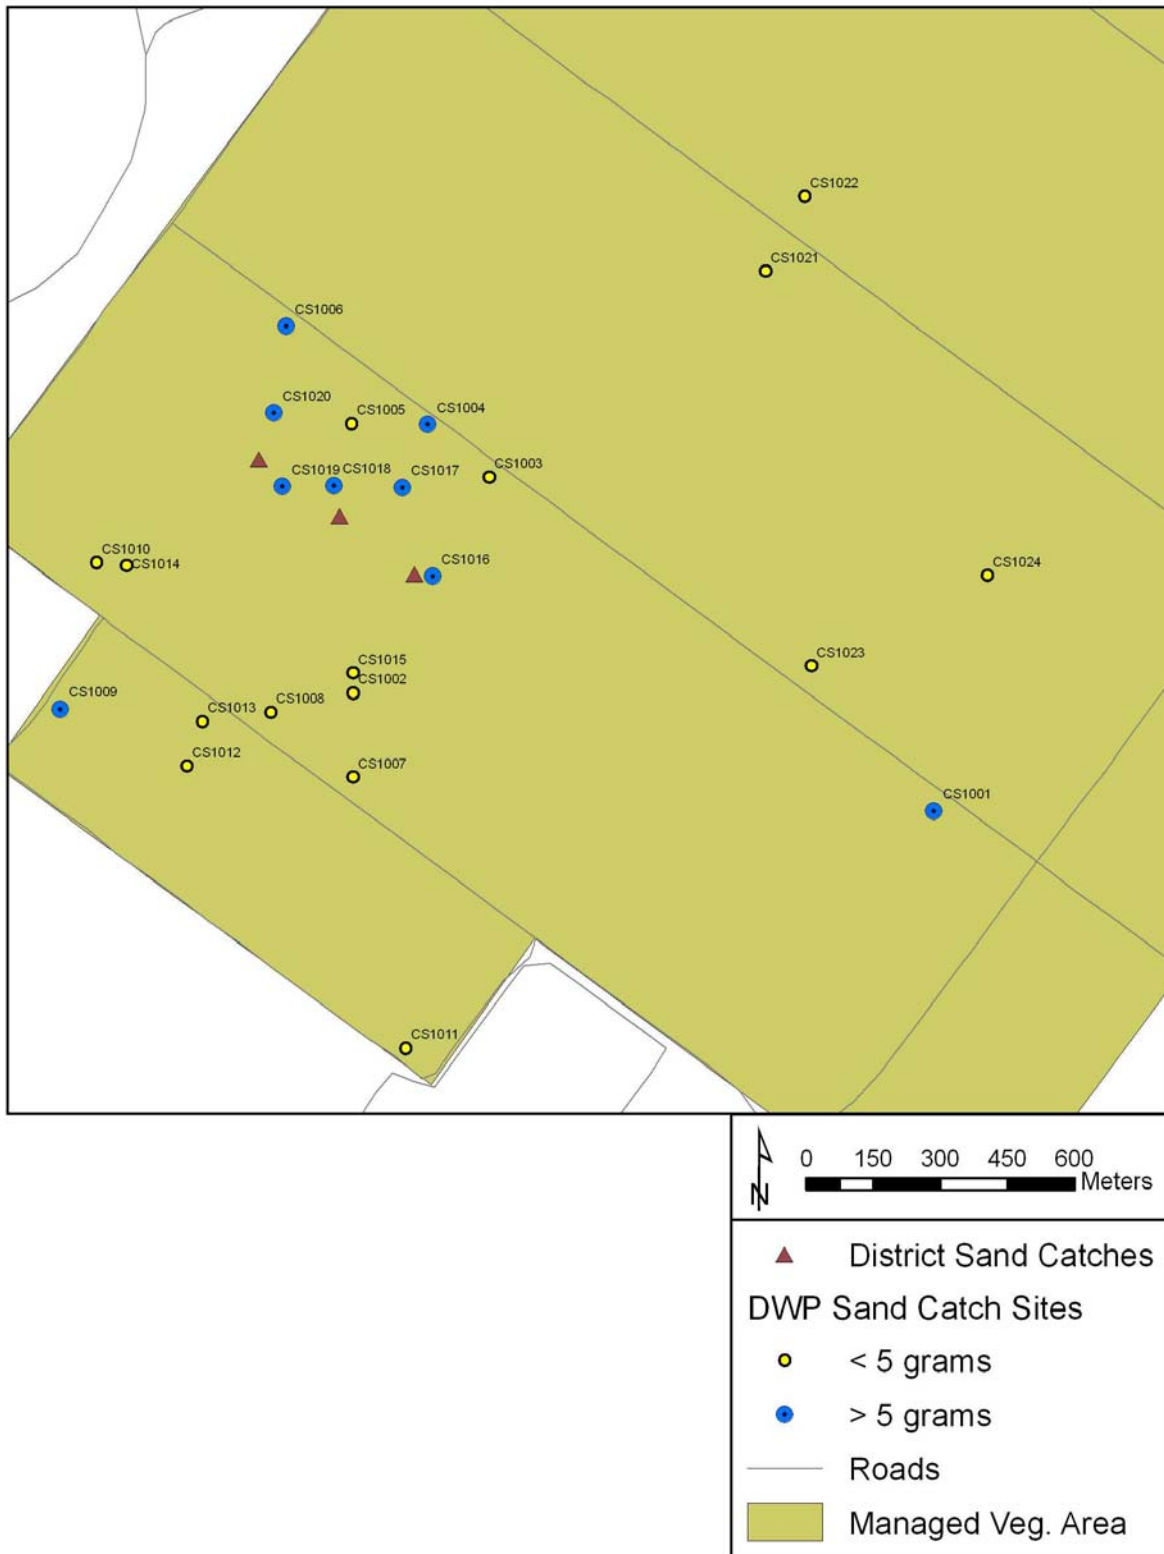 CS1022
CS1021
CS1006
CS1020
CS1005
CS1004
CS1003
CS1019
CS1018
CS1017
CS1010
CS1014
CS1016
CS1024
CS1015
CS1023
CS1002
CS1009
CS1008
CS1013
CS1012
CS1007
CS1001
CS1011
N
0 150 300 450 600
Meters
District Sand Catches
DWP Sand Catch Sites
< 5 grams
> 5 grams
Roads
Managed Veg. Area